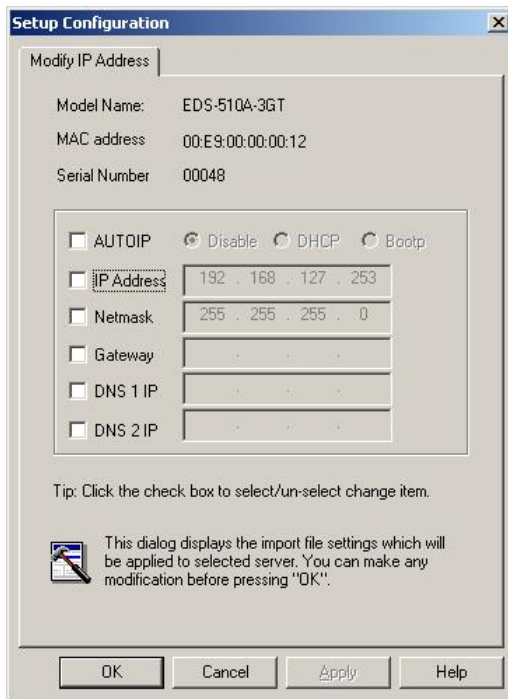 Setup Configuration
Modify IP Address
Model Name: EDS-510A-3GT
MAC address 00:E9:00:00:00:12
Serial Number 00048
AUTOIP Disable DHCP Bootp
IP Address 192 . 168 . 127 . 253
Netmask 255 . 255 . 255 . 0
Gateway . . .
DNS 1 IP . . .
DNS 2 IP . . .
Tip: Click the check box to select/un-select change item.
This dialog displays the import file settings which will
be applied to selected server. You can make any
modification before pressing "OK".
OK Cancel Apply Help